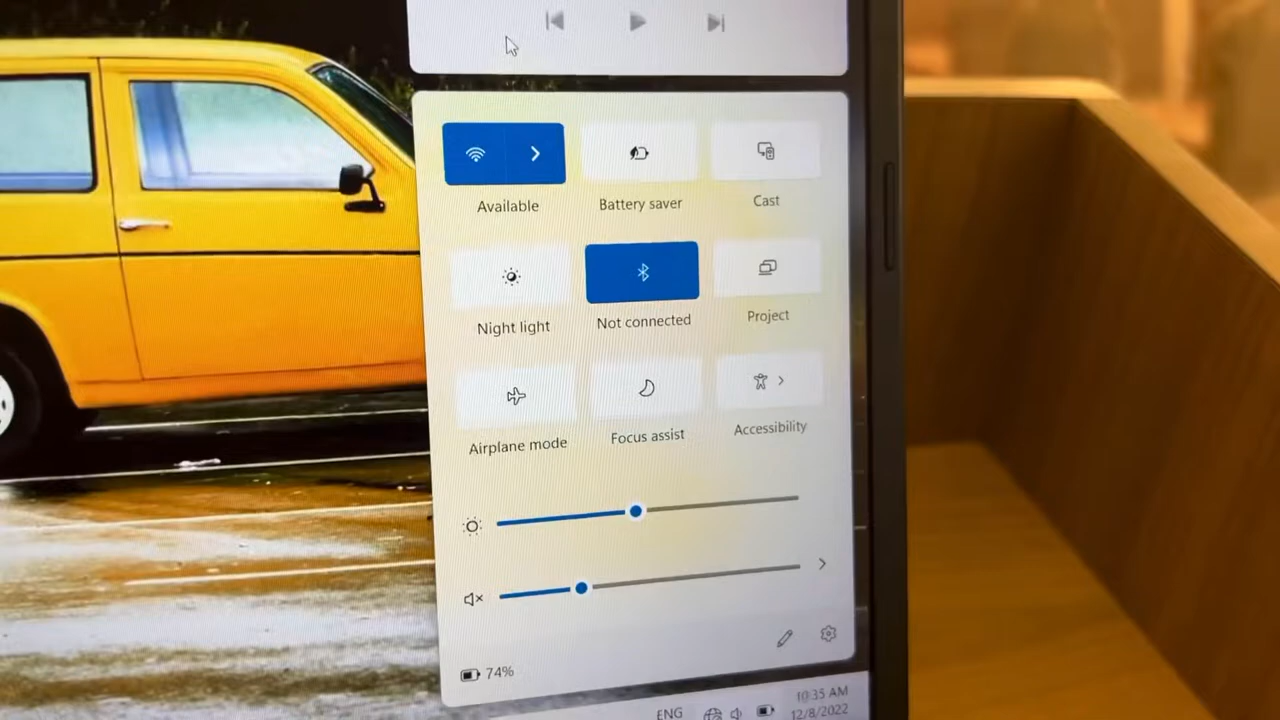 Available
Battery saver
Cast
Night light
Not connected
Project
Airplane mode
Focus assist
Accessibility
74%
ENG
10:35 AM
12/8/2022